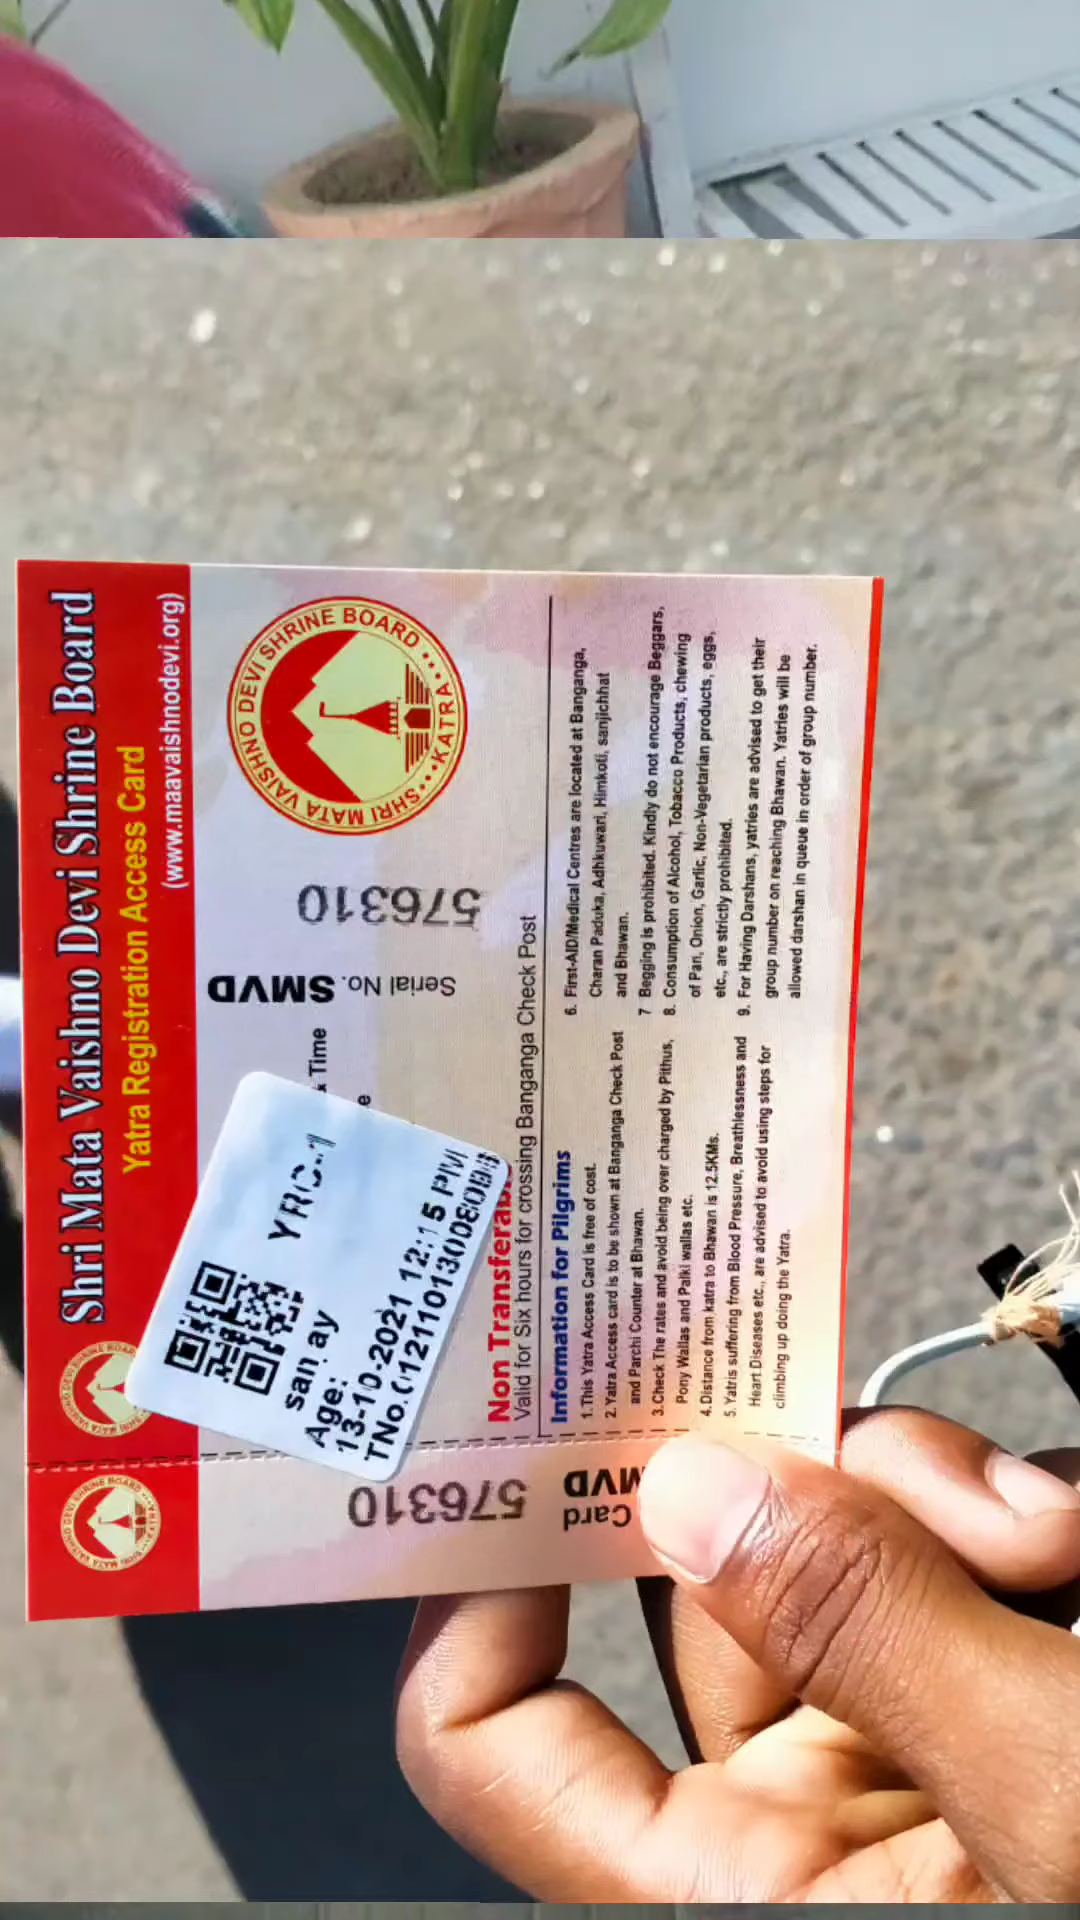 Shri Mata Vaishno Devi Shrine Board
Yatra Registration Access Card
(www.maavaishnodevi.org)
SHRI MATA VAISHNO DEVI SHRINE BOARD
KATRA
Serial No. SMVD
576310
Time
YRC-1
Age:
13-10-2021 12:15 PM
Non Transferable
Valid for Six hours for crossing Banganga Check Post
Information for Pilgrims
1. This Yatra Access Card is free of cost.
2. Yatra Access card is to be shown at Banganga Check Post
and Parchi Counter at Bhawan.
3. Check The rates and avoid being over charged by Pithus,
Pony Wallas and Palki wallas etc.
4. Distance from katra to Bhawan is 12.5KMs.
5. Yatris suffering from Blood Pressure, Breathlessness and
Heart Diseases etc., are advised to avoid using steps for
climbing up doing the Yatra.
6. First-AID/Medical Centres are located at Banganga,
Charan Paduka, Adhkuwari, Himkoti, sanjichhat
and Bhawan.
7 Begging is prohibited. Kindly do not encourage Beggars,
8. Consumption of Alcohol, Tobacco Products, chewing
of Pan, Onion, Garlic, Non-Vegetarian products, eggs,
etc., are strictly prohibited.
9. For Having Darshans, yatries are advised to get their
group number on reaching Bhawan. Yatries will be
allowed darshan in queue in order of group number.
Card
MVD
576310